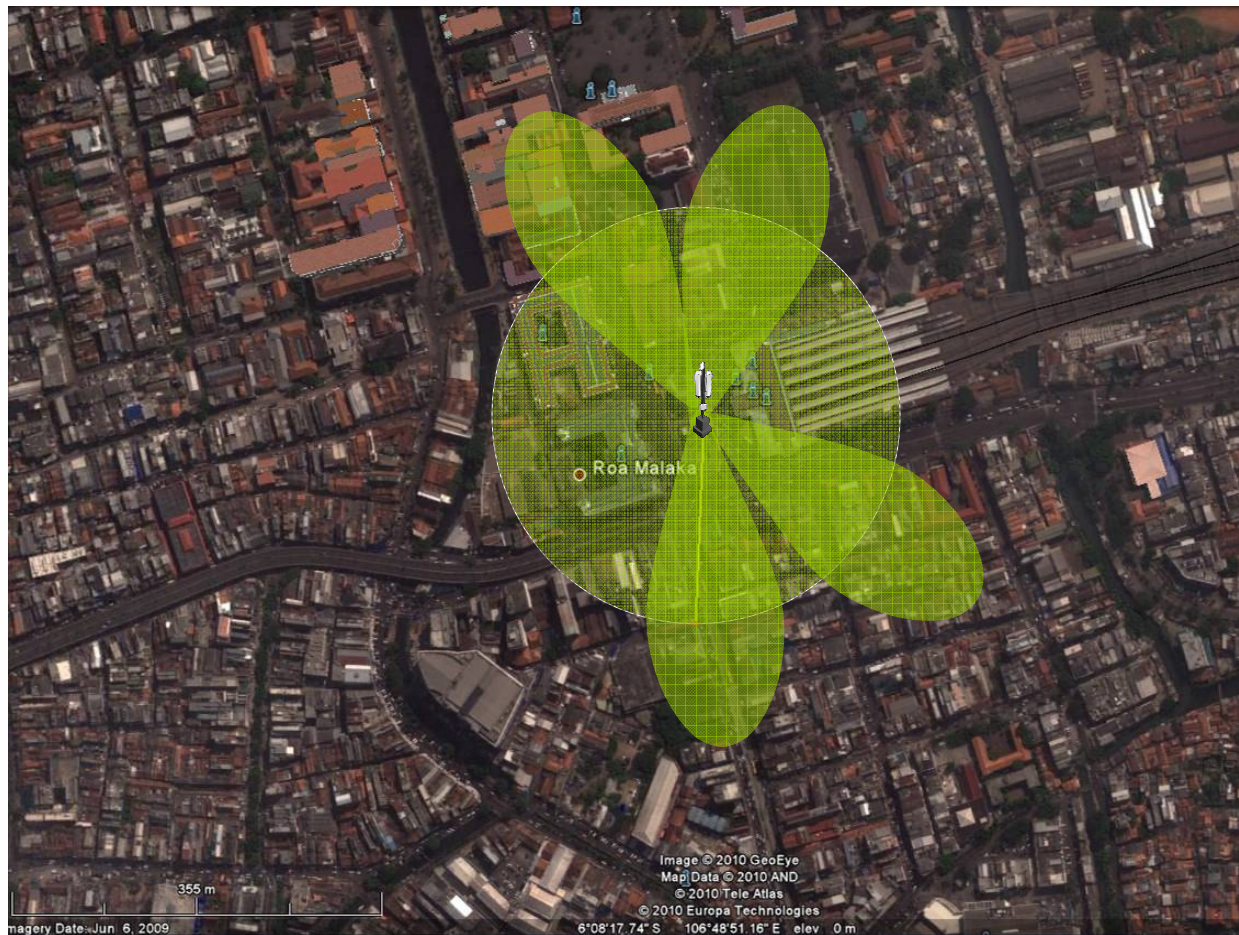 Roa Malaka
Image © 2010 GeoEye
Map Data © 2010 AND
© 2010 Tele Atlas
© 2010 Europa Technologies
355 m
magery Date: Jun 6, 2009
6°08'17.74" S 106°48'51.16" E elev 0 m